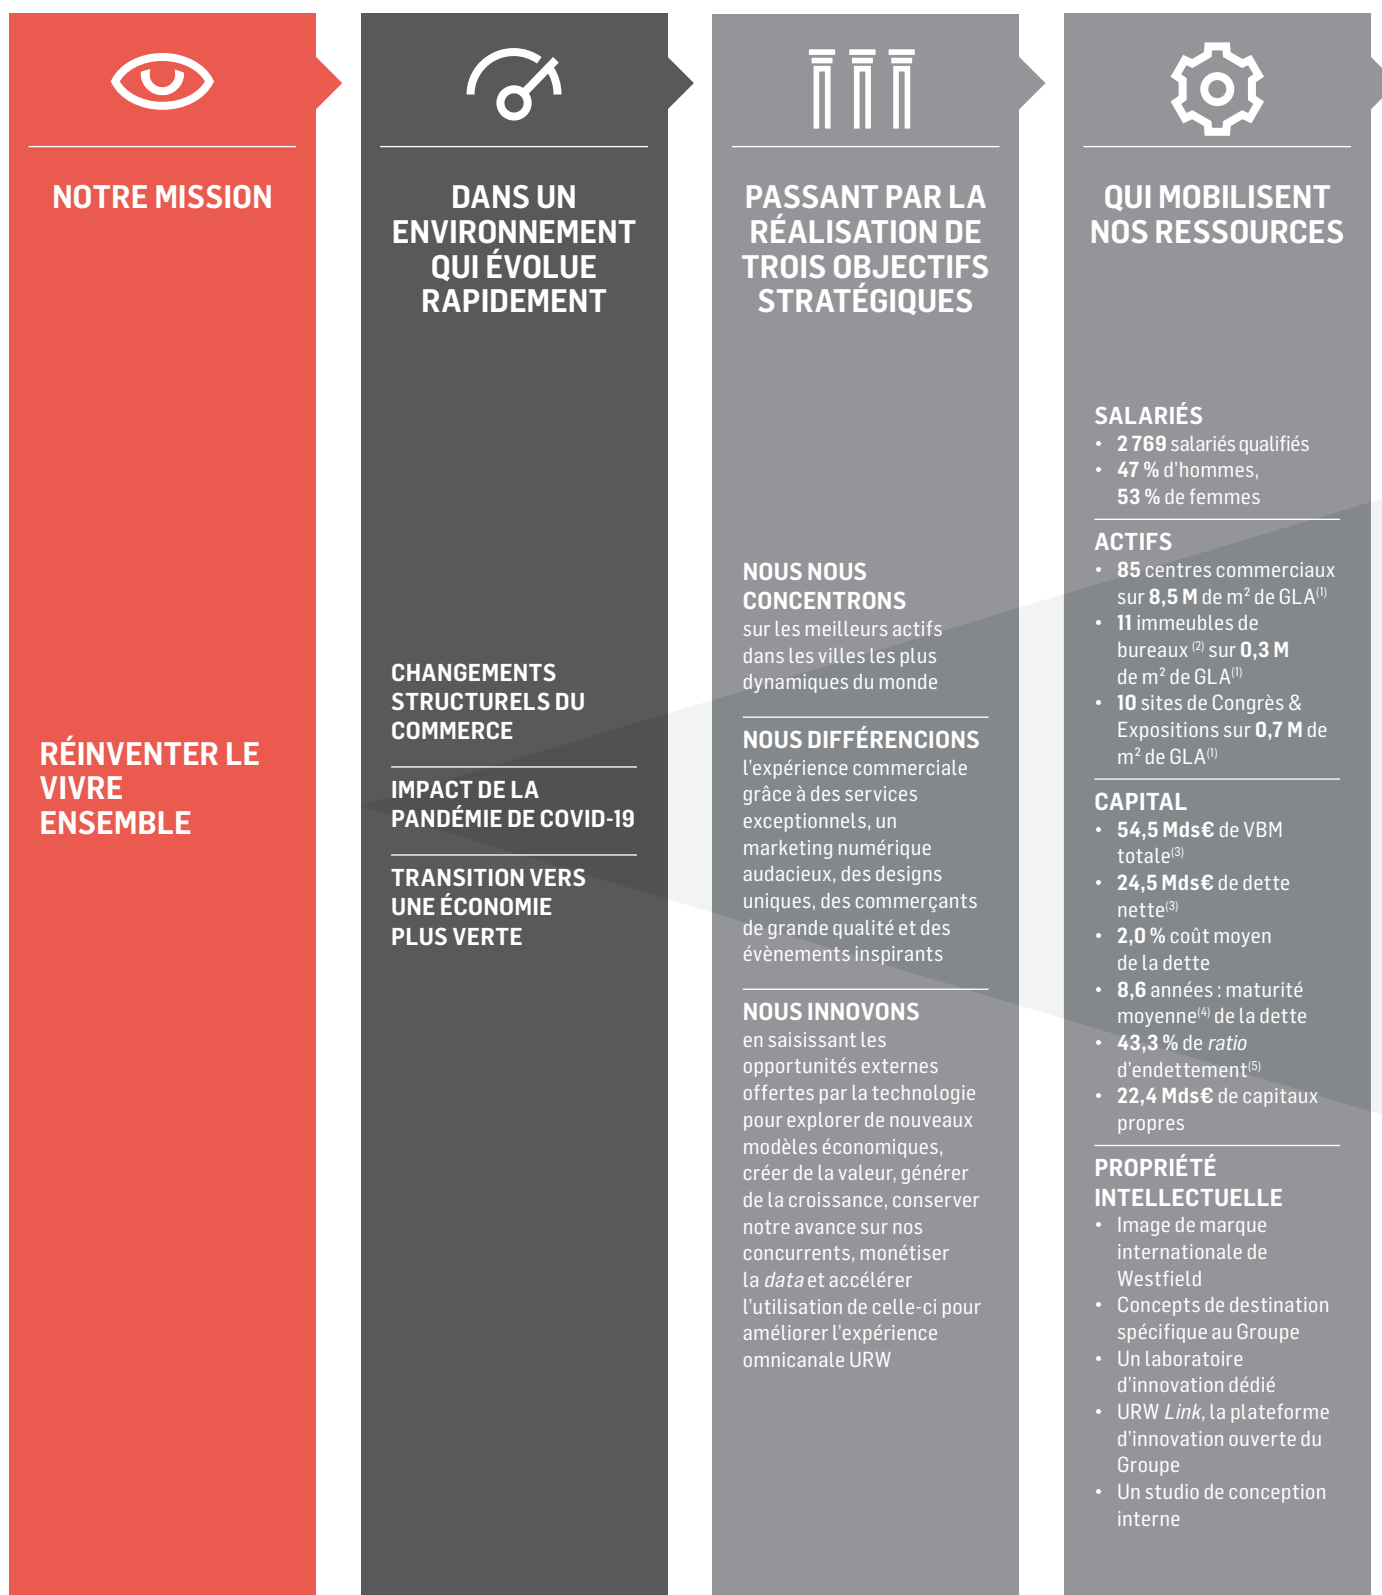 NOTRE MISSION
RÉINVENTER LE
VIVRE
ENSEMBLE
DANS UN
ENVIRONNEMENT
QUI ÉVOLUE
RAPIDEMENT
CHANGEMENTS
STRUCTURELS DU
COMMERCE
IMPACT DE LA
PANDÉMIE DE COVID-19
TRANSITION VERS
UNE ÉCONOMIE
PLUS VERTE
PASSANT PAR LA
RÉALISATION DE
TROIS OBJECTIFS
STRATÉGIQUES
NOUS NOUS
CONCENTRONS
sur les meilleurs actifs
dans les villes les plus
dynamiques du monde
NOUS DIFFÉRENCIONS
l'expérience commerciale
grâce à des services
exceptionnels, un
marketing numérique
audacieux, des designs
uniques, des commerçants
de grande qualité et des
évènements inspirants
NOUS INNOVONS
en saisissant les
opportunités externes
offertes par la technologie
pour explorer de nouveaux
modèles économiques,
créer de la valeur, générer
de la croissance, conserver
notre avance sur nos
concurrents, monétiser
la data et accélérer
l'utilisation de celle-ci pour
améliorer l'expérience
omnicanale URW
QUI MOBILISENT
NOS RESSOURCES
SALARIÉS
• 2 769 salariés qualifiés
• 47 % d'hommes,
53 % de femmes
ACTIFS
• 85 centres commerciaux
sur 8,5 M de m² de GLA(1)
• 11 immeubles de
bureaux (2) sur 0,3 M
de m² de GLA(1)
• 10 sites de Congrès &
Expositions sur 0,7 M de
m² de GLA(1)
CAPITAL
• 54,5 Mds€ de VBM
totale(3)
• 24,5 Mds€ de dette
nette(3)
• 2,0 % coût moyen
de la dette
• 8,6 années : maturité
moyenne(4) de la dette
• 43,3 % de ratio
d'endettement(5)
• 22,4 Mds€ de capitaux
propres
PROPRIÉTÉ
INTELLECTUELLE
• Image de marque
internationale de
Westfield
• Concepts de destination
spécifique au Groupe
• Un laboratoire
d'innovation dédié
• URW Link, la plateforme
d'innovation ouverte du
Groupe
• Un studio de conception
interne